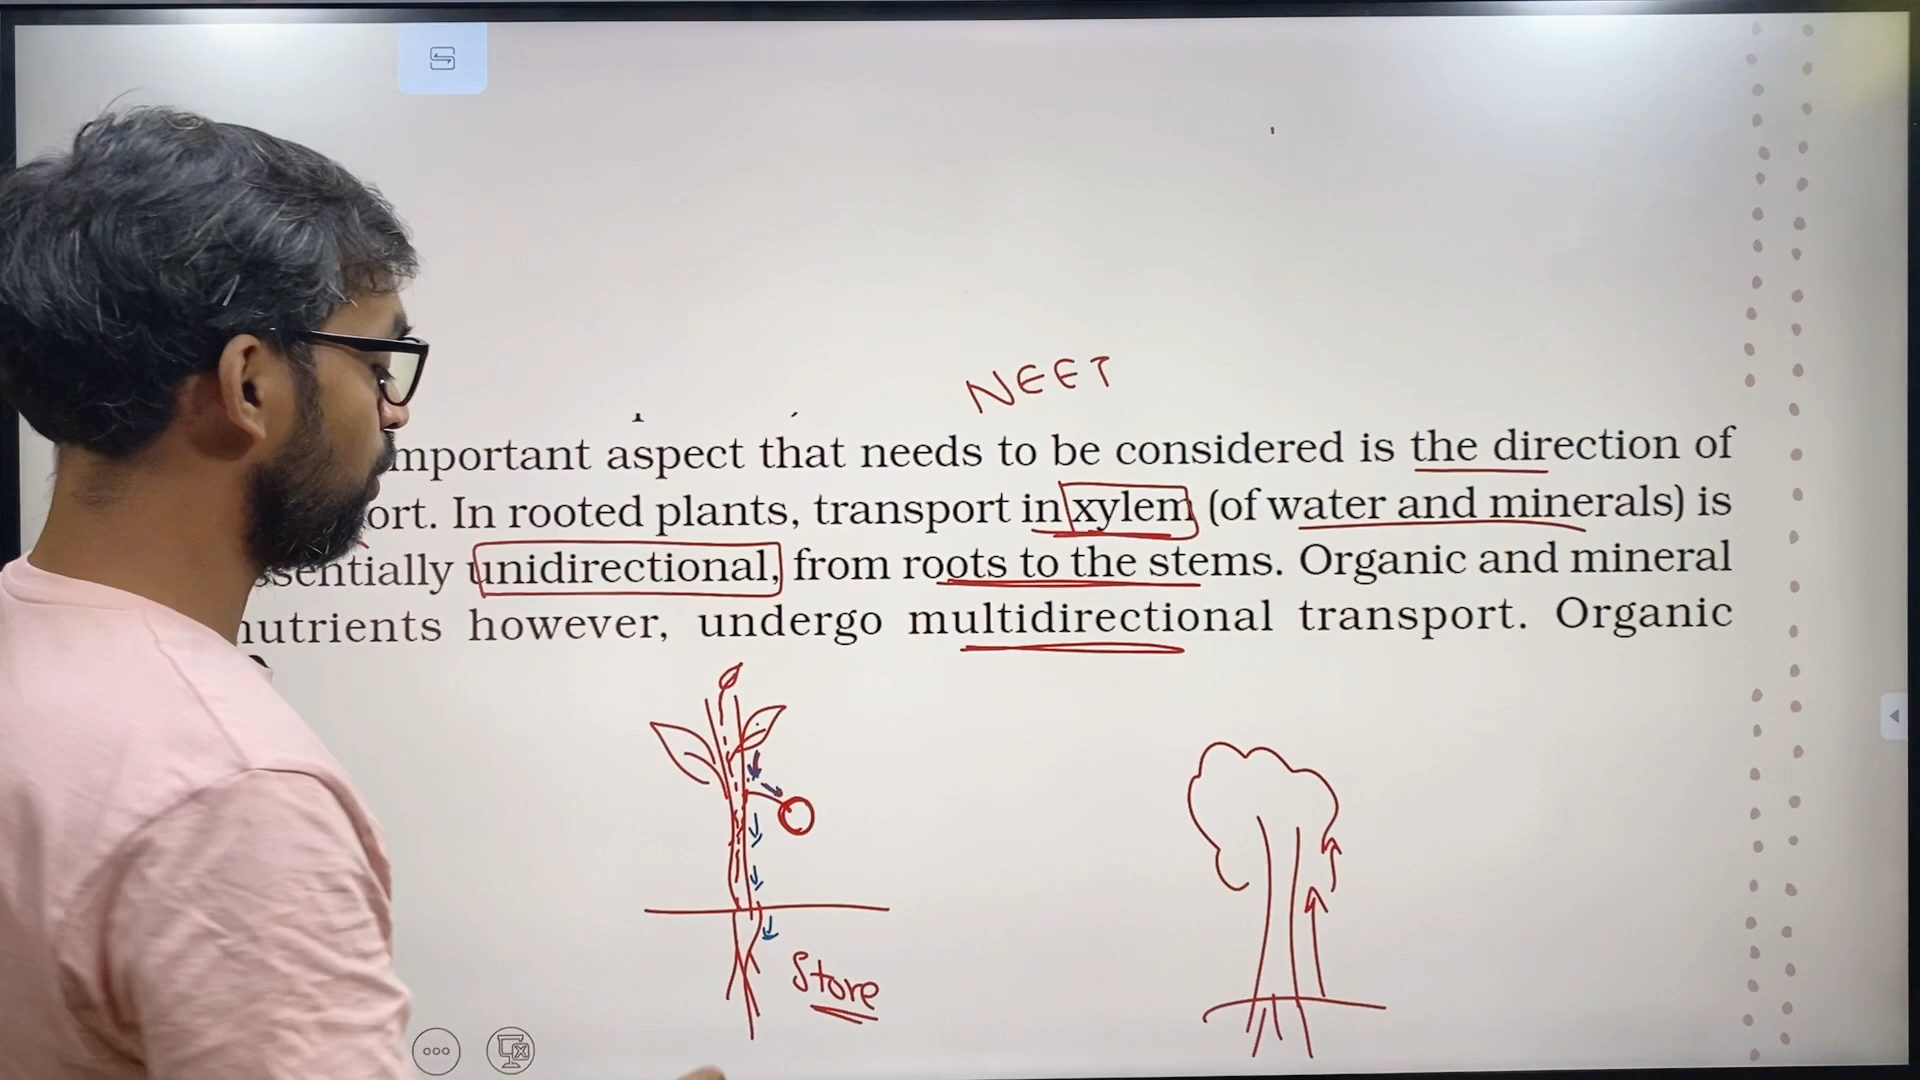 NEET
mportant aspect that needs to be considered is the direction of
ort. In rooted plants, transport in xylem (of water and minerals) is
ssentially unidirectional, from roots to the stems. Organic and mineral
nutrients however, undergo multidirectional transport. Organic
Store